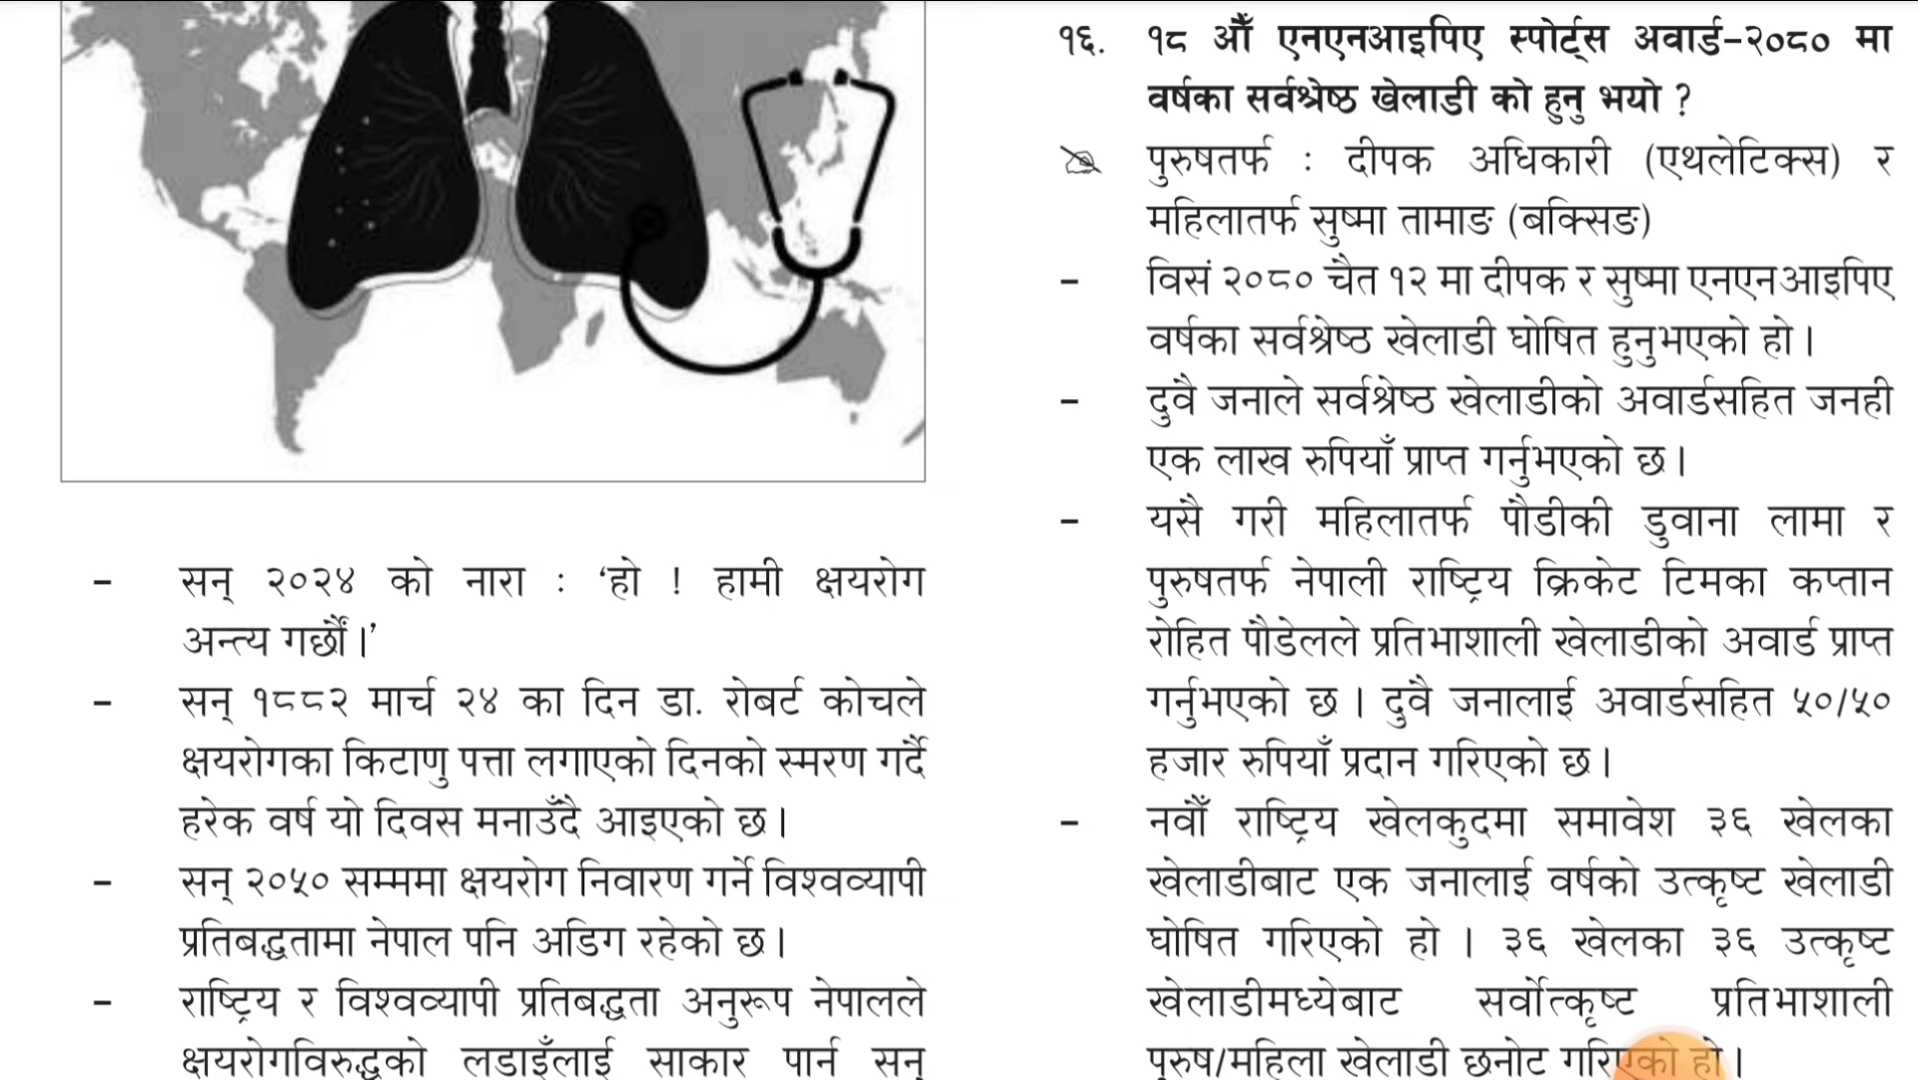 सन् २०२४ को नारा : ‘हो ! हामी क्षयरोग
अन्त्य गर्छौं।’
– सन् १८८२ मार्च २४ का दिन डा. रोबर्ट कोचले
क्षयरोगका किटाणु पत्ता लगाएको दिनको स्मरण गर्दै
हरेक वर्ष यो दिवस मनाउँदै आइएको छ।
– सन् २०५० सम्ममा क्षयरोग निवारण गर्ने विश्वव्यापी
प्रतिबद्धतामा नेपाल पनि अडिग रहेको छ।
– राष्ट्रिय र विश्वव्यापी प्रतिबद्धता अनुरूप नेपालले
क्षयरोगविरुद्धको लडाइँलाई साकार पार्न सन्
१६. १८ औँ एनएनआइपिए स्पोर्ट्स अवार्ड-२०८० मा
वर्षका सर्वश्रेष्ठ खेलाडी को हुनु भयो ?
पुरुषतर्फ : दीपक अधिकारी (एथलेटिक्स) र
महिलातर्फ सुष्मा तामाङ (बक्सिङ)
– विसं २०८० चैत १२ मा दीपक र सुष्मा एनएनआइपिए
वर्षका सर्वश्रेष्ठ खेलाडी घोषित हुनुभएको हो।
– दुवै जनाले सर्वश्रेष्ठ खेलाडीको अवार्डसहित जनही
एक लाख रुपियाँ प्राप्त गर्नुभएको छ।
– यसै गरी महिलातर्फ पौडीकी डुवाना लामा र
पुरुषतर्फ नेपाली राष्ट्रिय क्रिकेट टिमका कप्तान
रोहित पौडेलले प्रतिभाशाली खेलाडीको अवार्ड प्राप्त
गर्नुभएको छ । दुवै जनालाई अवार्डसहित ५०/५०
हजार रुपियाँ प्रदान गरिएको छ।
– नवौँ राष्ट्रिय खेलकुदमा समावेश ३६ खेलका
खेलाडीबाट एक जनालाई वर्षको उत्कृष्ट खेलाडी
घोषित गरिएको हो । ३६ खेलका ३६ उत्कृष्ट
खेलाडीमध्येबाट सर्वोत्कृष्ट प्रतिभाशाली
पुरुष/महिला खेलाडी छनोट गरिएको हो।